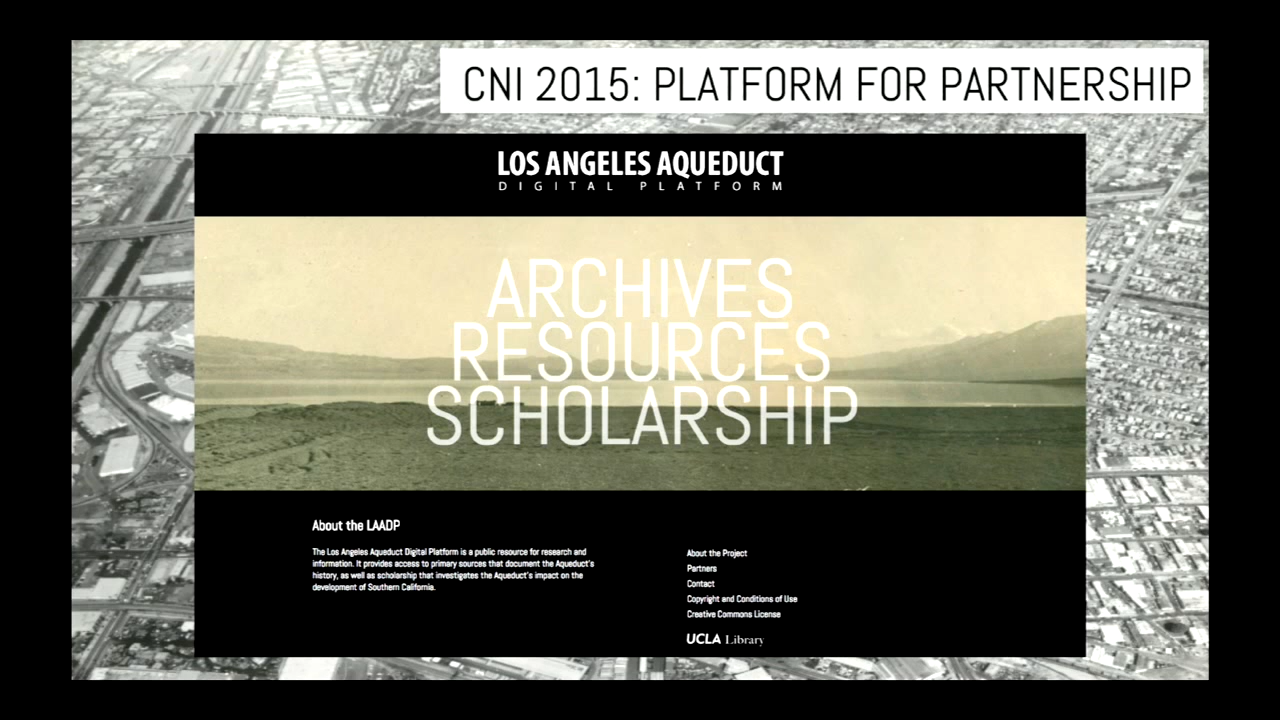 CNI 2015: PLATFORM FOR PARTNERSHIP
LOS ANGELES AQUEDUCT
DIGITAL PLATFORM
ARCHIVES
RESOURCES
SCHOLARSHIP
About the LAADP
The Los Angeles Aqueduct Digital Platform is a public resource for research and
information. It provides access to primary sources that document the Aqueduct's
history, as well as scholarship that investigates the Aqueduct's impact on the
development of Southern California.
About the Project
Partners
Contact
Copyright and Conditions of Use
Creative Commons License
UCLA Library